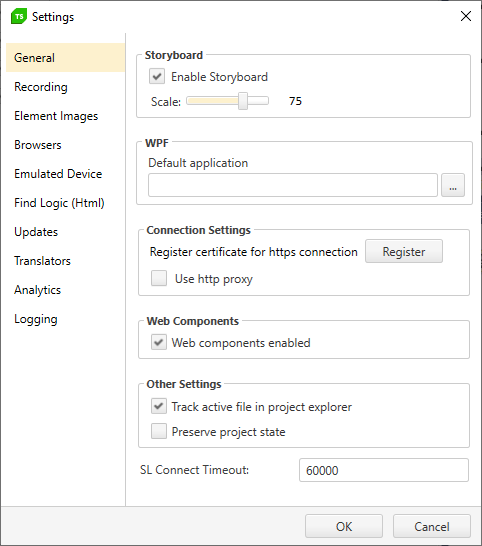 TS Settings
General
Recording
Element Images
Browsers
Emulated Device
Find Logic (Html)
Updates
Translators
Analytics
Logging
Storyboard
Enable Storyboard
Scale: 75
WPF
Default application
...
Connection Settings
Register certificate for https connection Register
Use http proxy
Web Components
Web components enabled
Other Settings
Track active file in project explorer
Preserve project state
SL Connect Timeout: 60000
OK Cancel